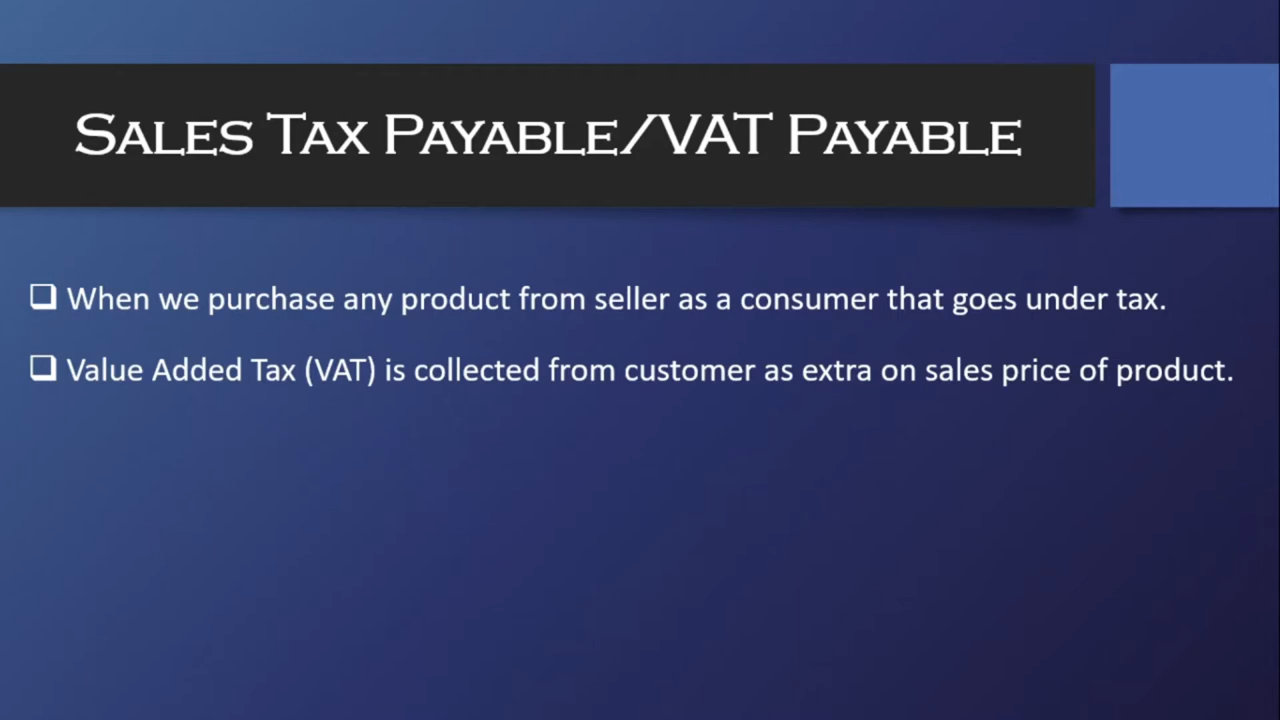 Sales Tax Payable/VAT Payable
❑ When we purchase any product from seller as a consumer that goes under tax.
❑ Value Added Tax (VAT) is collected from customer as extra on sales price of product.